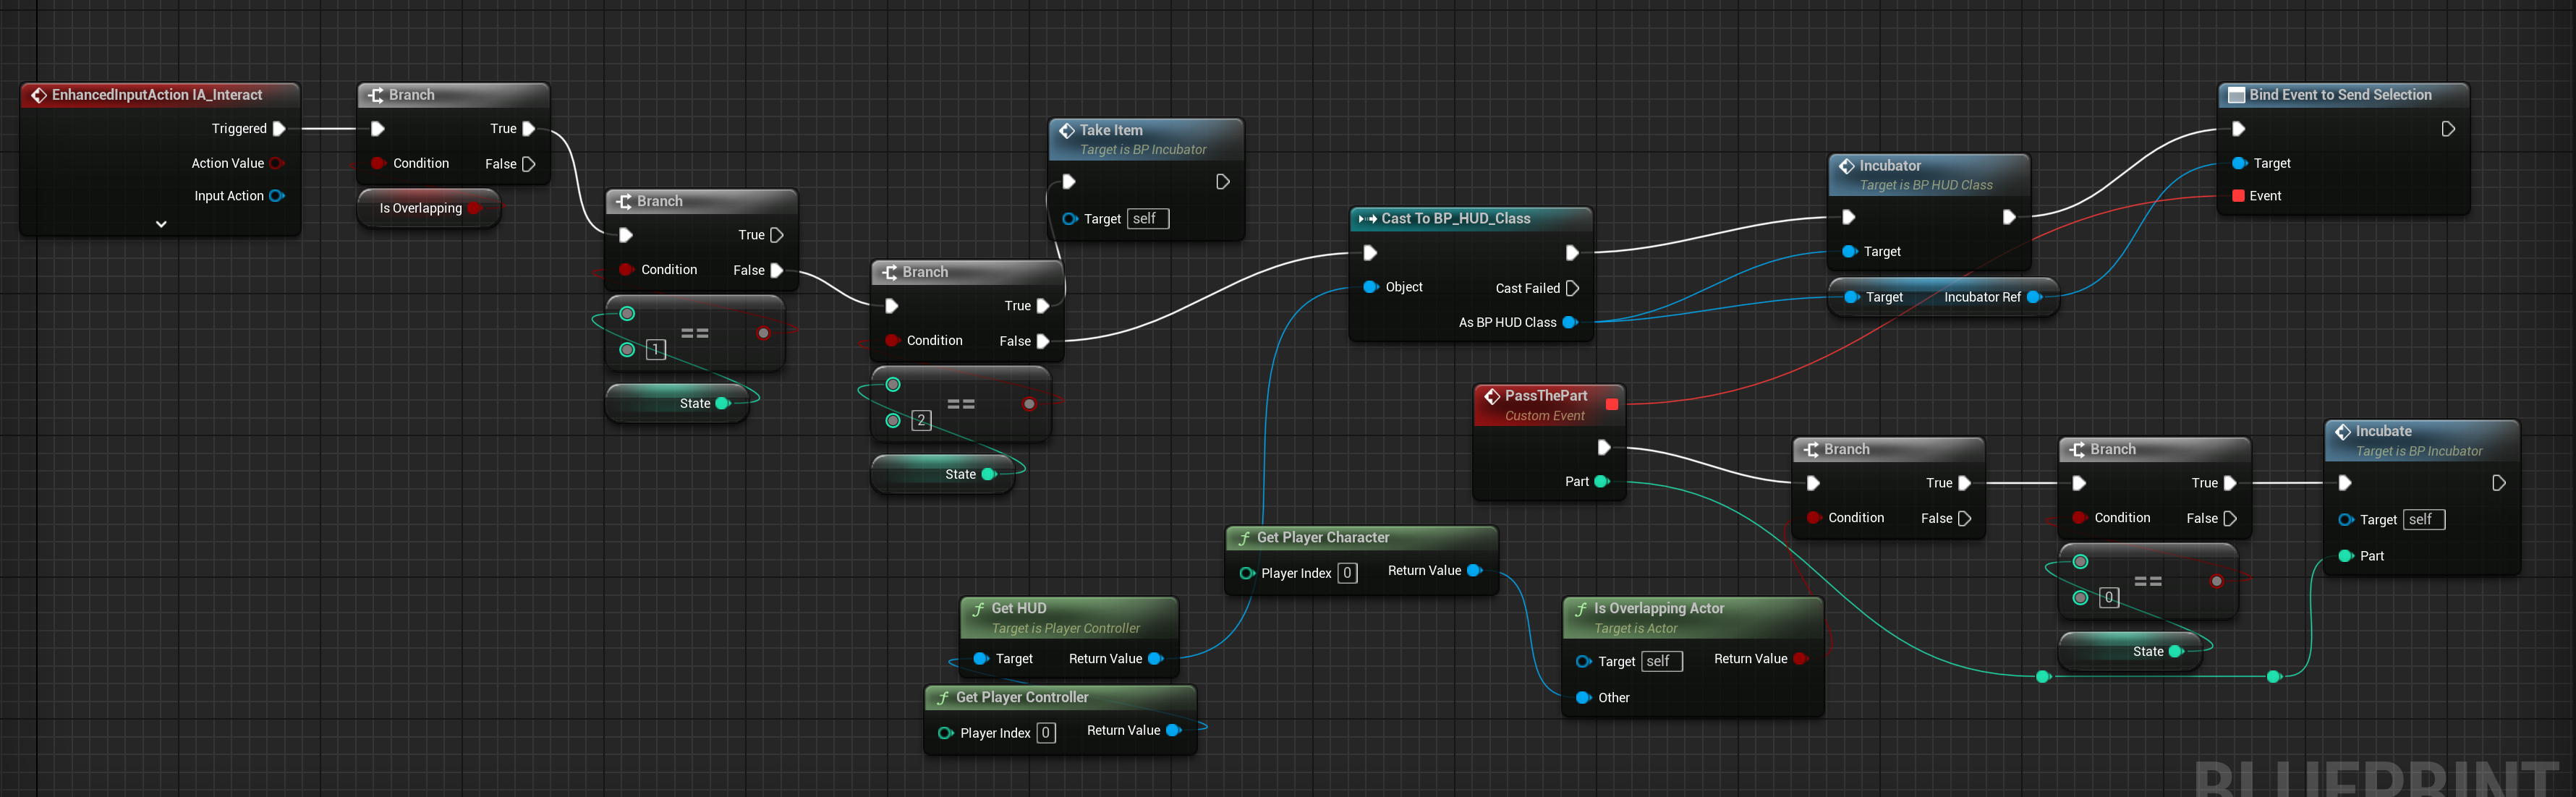 EnhancedInputAction IA_Interact
Triggered
Action Value
Input Action
Branch
True
Condition
False
Is Overlapping
Branch
True
Condition
False
==
1
State
Branch
True
Condition
False
==
2
State
Take Item
Target is BP Incubator
Target self
Cast To BP_HUD_Class
Object
Cast Failed
As BP HUD Class
Incubator
Target is BP HUD Class
Target
Target Incubator Ref
Bind Event to Send Selection
Target
Event
PassThePart
Custom Event
Part
Get Player Character
Player Index 0 Return Value
Get HUD
Target is Player Controller
Target Return Value
Get Player Controller
Player Index 0 Return Value
Is Overlapping Actor
Target is Actor
Target self Return Value
Other
Branch
True
Condition False
Branch
True
Condition False
==
0
State
Incubate
Target is BP Incubator
Target self
Part
BLUEPRINT